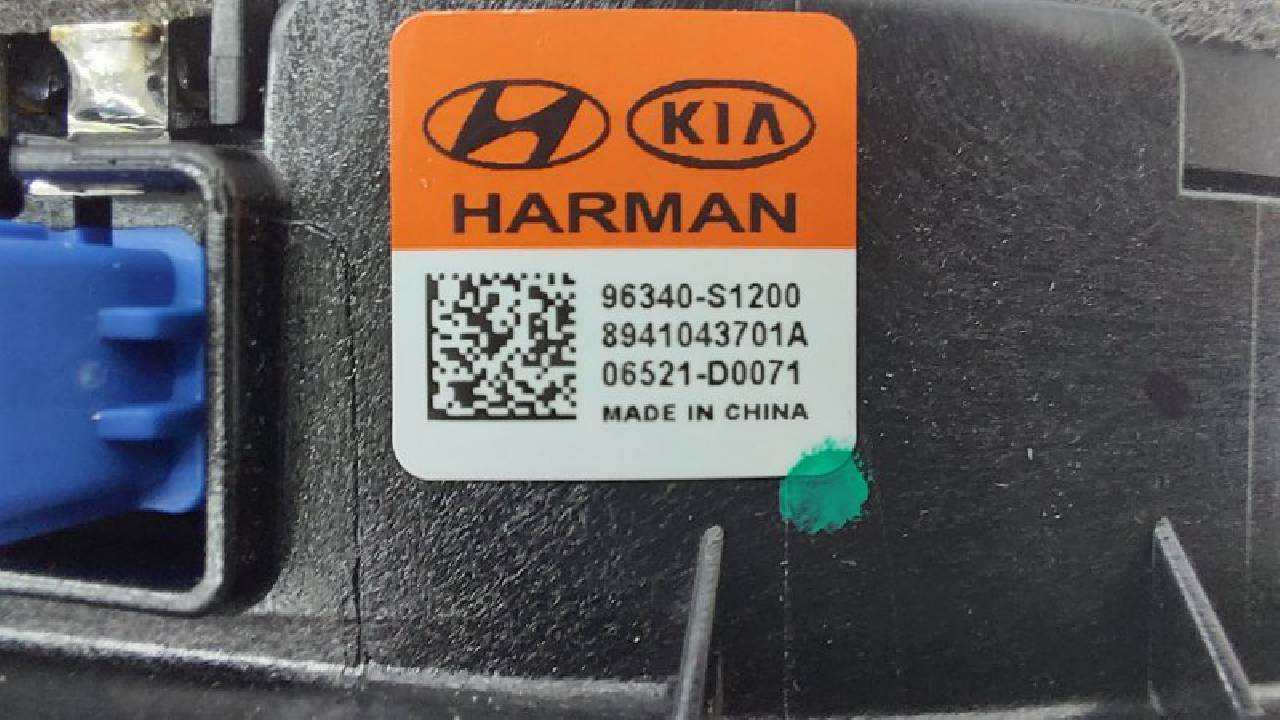 KIA
HARMAN
96340-S1200
8941043701A
06521-D0071
MADE IN CHINA